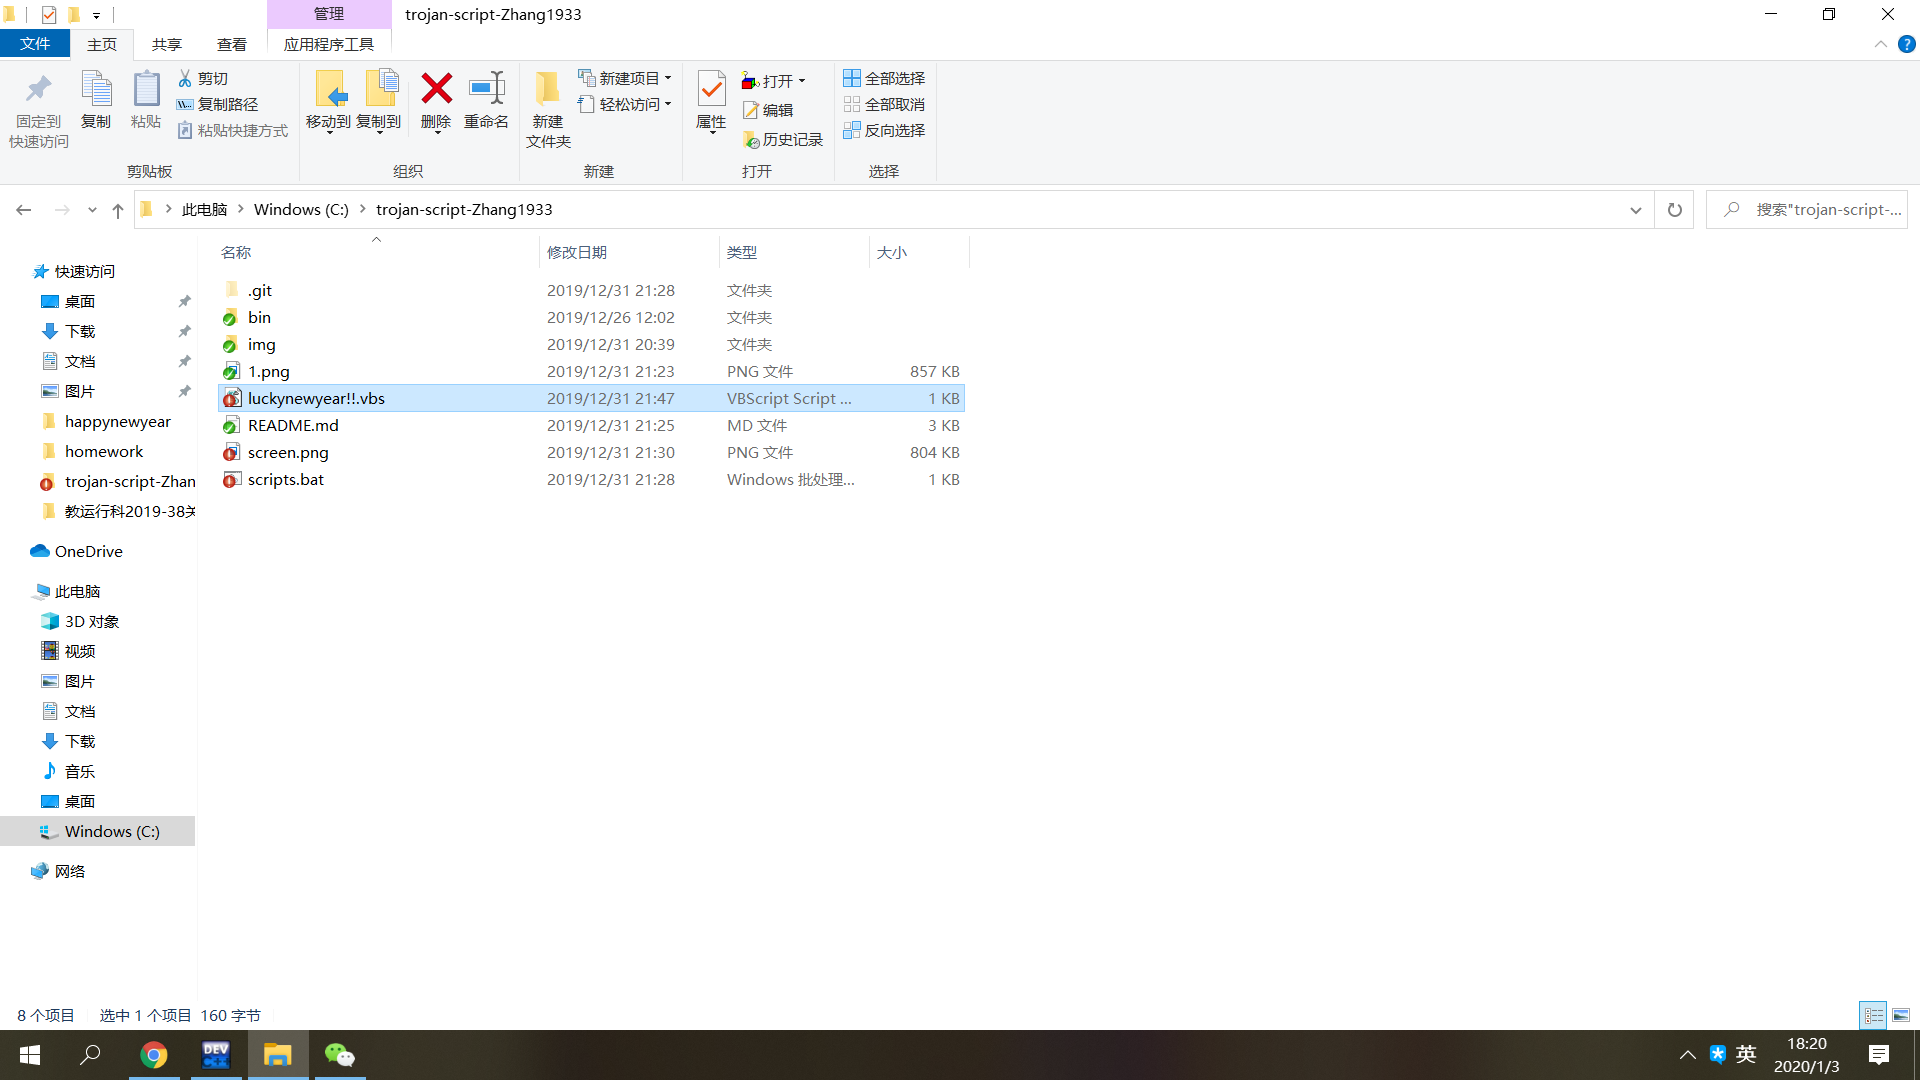 管理
trojan-script-Zhang1933
文件
主页
共享
查看
应用程序工具
固定到
快速访问
复制
粘贴
剪切
复制路径
粘贴快捷方式
剪贴板
移动到
复制到
删除
重命名
组织
新建
文件夹
新建项目
轻松访问
新建
属性
打开
编辑
历史记录
打开
全部选择
全部取消
反向选择
选择
此电脑
Windows (C:)
trojan-script-Zhang1933
搜索"trojan-script-...
名称
修改日期
类型
大小
.git 2019/12/31 21:28 文件夹
bin 2019/12/26 12:02 文件夹
img 2019/12/31 20:39 文件夹
1.png 2019/12/31 21:23 PNG 文件 857 KB
luckynewyear!!.vbs 2019/12/31 21:47 VBScript Script ... 1 KB
README.md 2019/12/31 21:25 MD 文件 3 KB
screen.png 2019/12/31 21:30 PNG 文件 804 KB
scripts.bat 2019/12/31 21:28 Windows 批处理... 1 KB
快速访问
桌面
下载
文档
图片
happynewyear
homework
trojan-script-Zhan
教运行科2019-38关
OneDrive
此电脑
3D 对象
视频
图片
文档
下载
音乐
桌面
Windows (C:)
网络
8 个项目
选中 1 个项目 160 字节
DEV
C++
英
18:20
2020/1/3